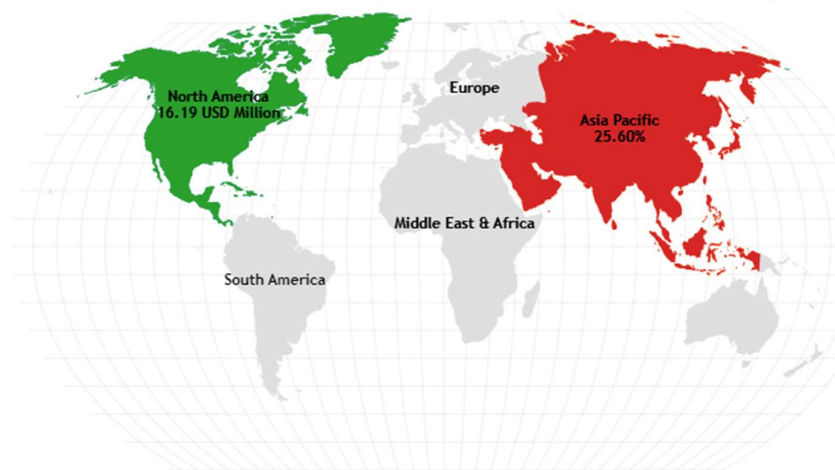 Europe
North America
16.19 USD Million
Asia Pacific
25.60%
Middle East & Africa
South America